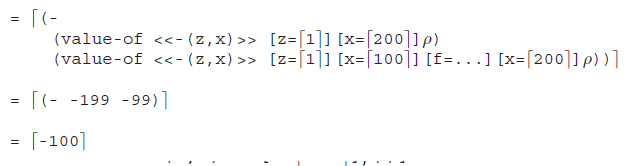 = ⌈(-
(value-of <<-(z,x)>> [z=⌈1⌉][x=⌈200⌉]ρ)
(value-of <<-(z,x)>> [z=⌈1⌉][x=⌈100⌉][f=...][x=⌈200⌉]ρ))⌉
= ⌈(- -199 -99)⌉
= ⌈-100⌉